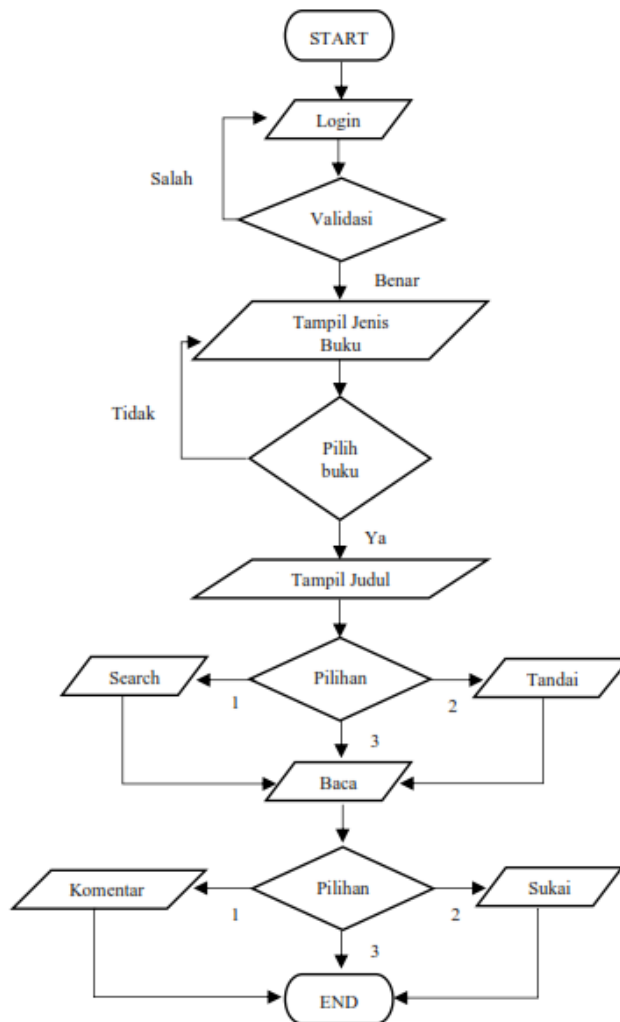 START
Login
Salah
Validasi
Benar
Tampil Jenis
Buku
Tidak
Pilih
buku
Ya
Tampil Judul
Search
Pilihan
Tandai
1
2
3
Baca
Komentar
Pilihan
Sukai
1
2
3
END